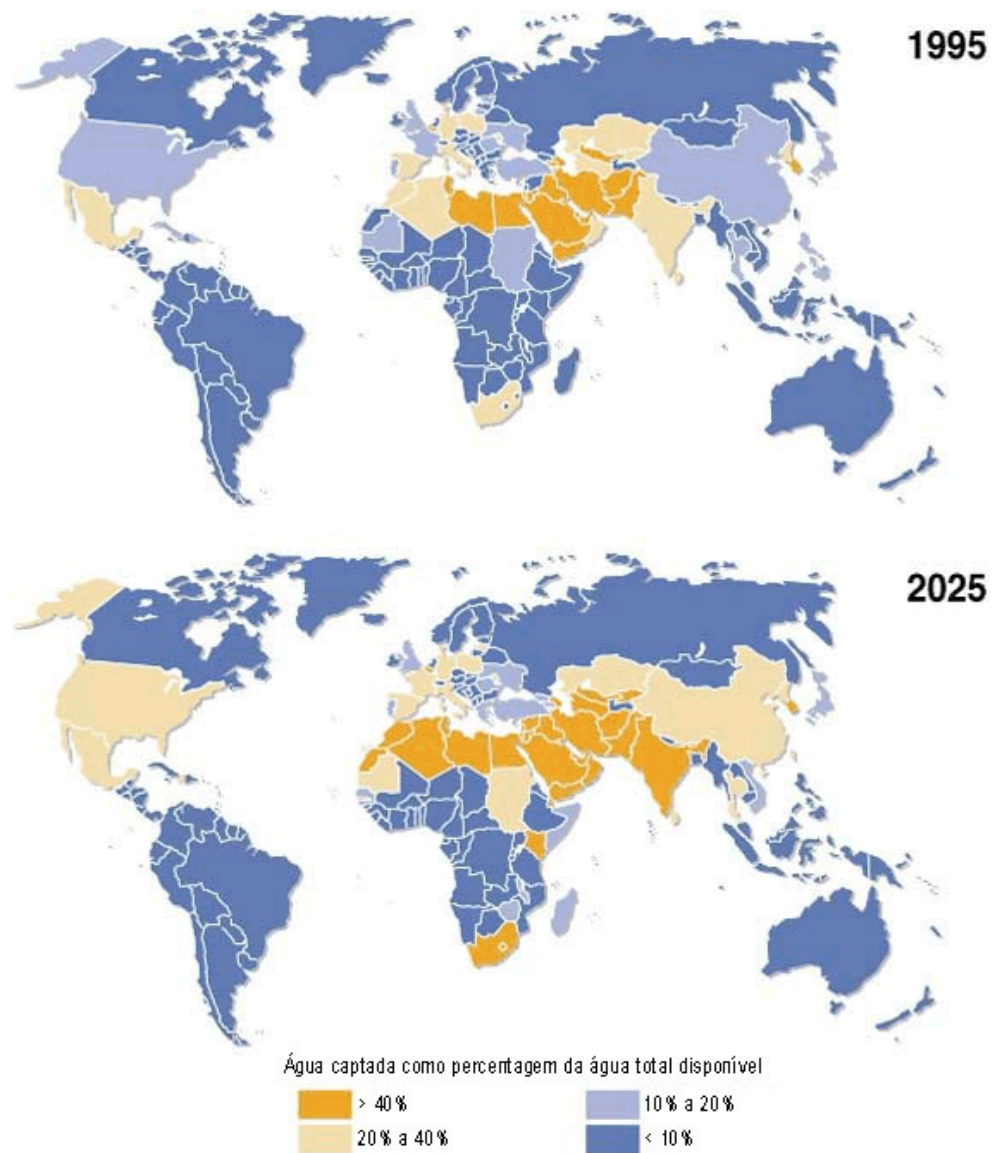 1995
2025
Água captada como percentagem da água total disponível
> 40%
10% a 20%
20% a 40%
< 10%